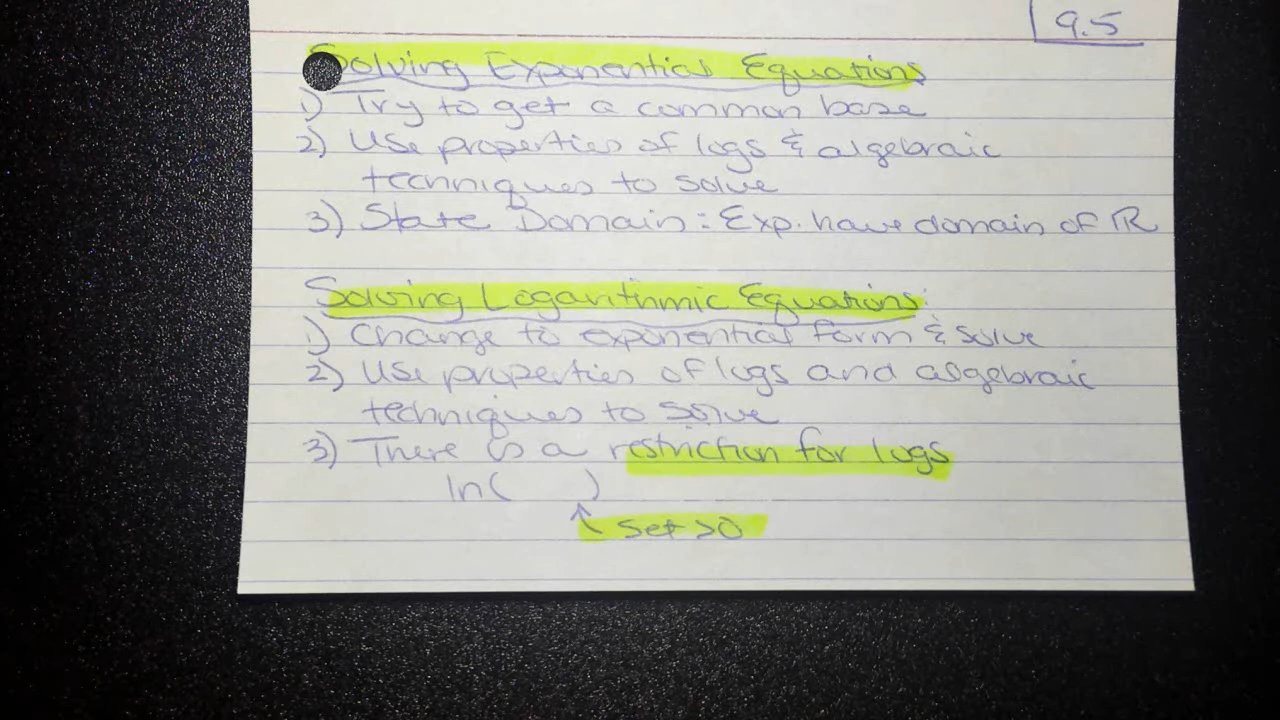 9.5
Solving Exponential Equations
1) Try to get a common base
2) Use properties of logs & algebraic
techniques to solve
3) State Domain: Exp. have domain of ℝ
Solving Logarithmic Equations:
1) Change to exponential form & solve
2) Use properties of logs and algebraic
techniques to solve
3) There is a restriction for logs
ln( )
↑ Set >0